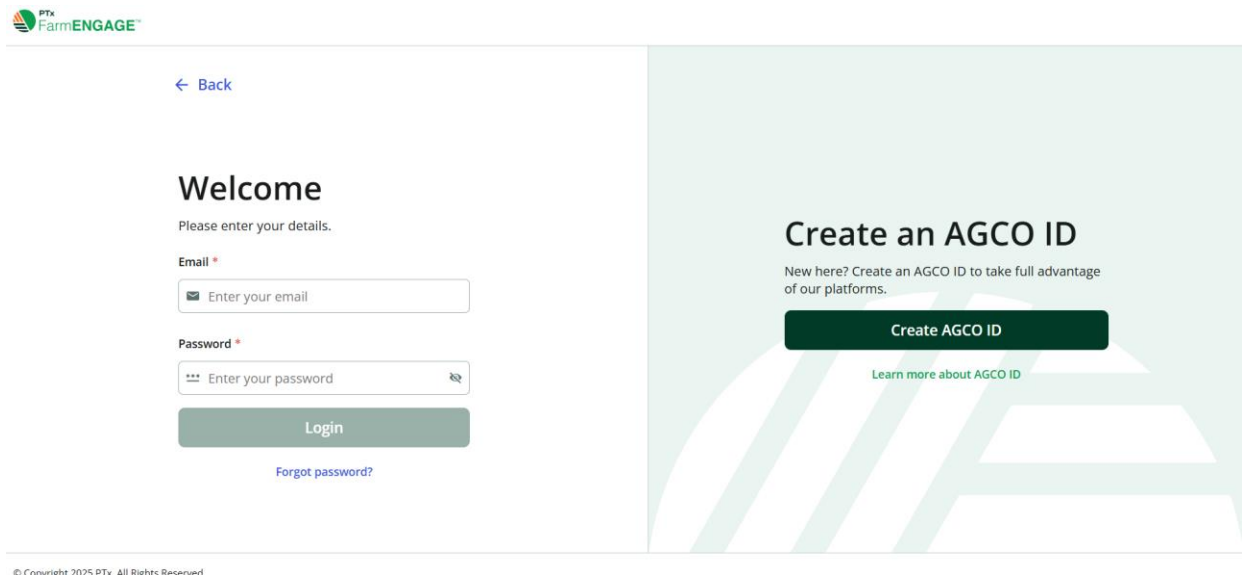 PTx
FarmENGAGE™
← Back
Welcome
Please enter your details.
Email *
Enter your email
Password *
Enter your password
Login
Forgot password?
Create an AGCO ID
New here? Create an AGCO ID to take full advantage
of our platforms.
Create AGCO ID
Learn more about AGCO ID
© Copyright 2025 PTx. All Rights Reserved